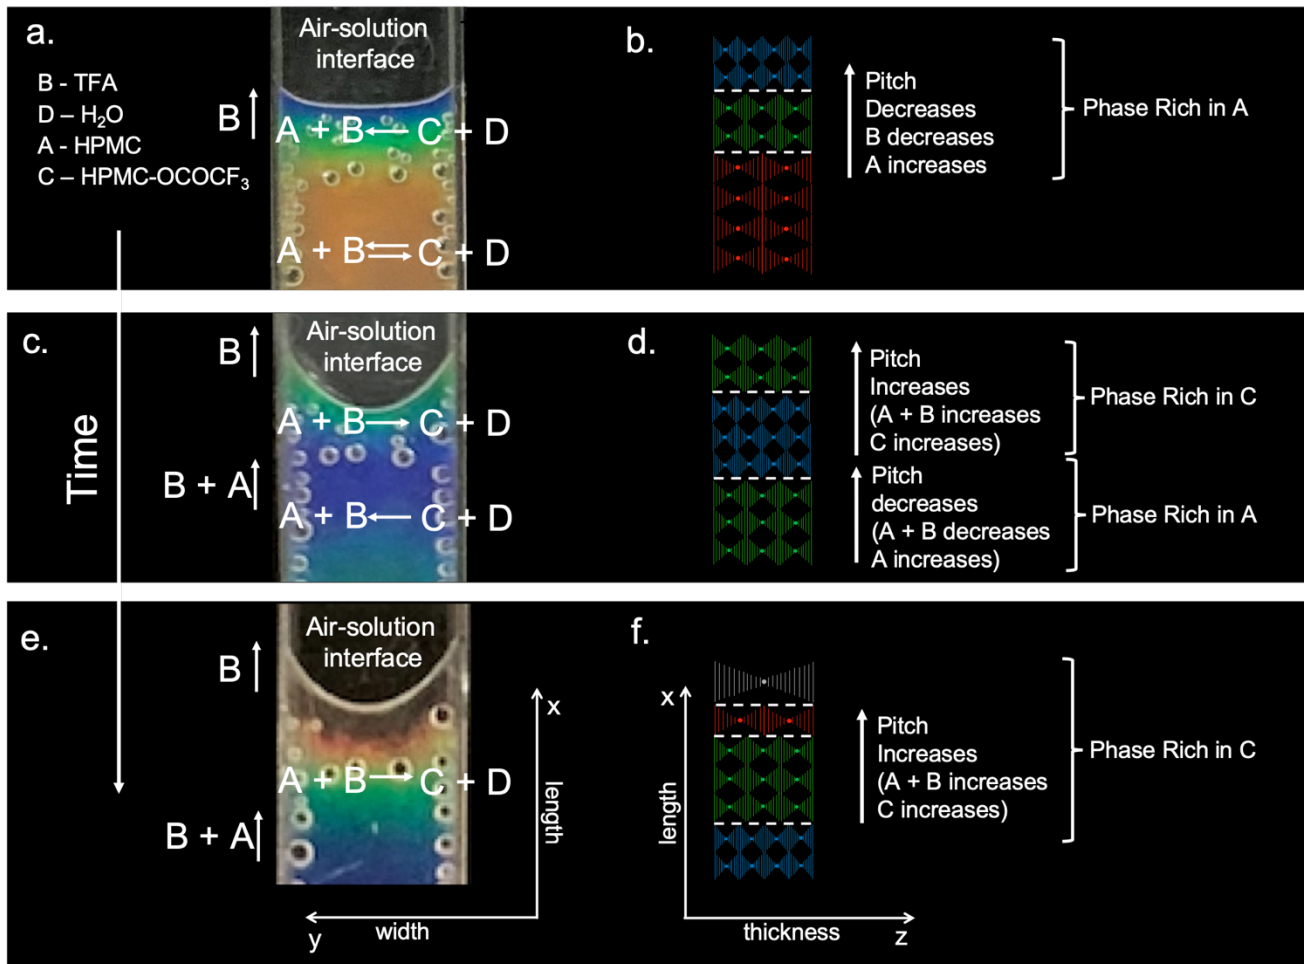 a.
B - TFA
D – H₂O
A - HPMC
C – HPMC-OCOCF₃
Air-solution
interface
B
A + B ← C + D
A + B ⇄ C + D
b.
Pitch
Decreases
B decreases
A increases
Phase Rich in A
Time
c.
Air-solution
interface
B
A + B → C + D
B + A
A + B ← C + D
d.
Pitch
Increases
(A + B increases
C increases)
Phase Rich in C
Pitch
decreases
(A + B decreases
A increases)
Phase Rich in A
e.
Air-solution
interface
B
A + B → C + D
B + A
x
length
y
width
f.
x
length
thickness
z
Pitch
Increases
(A + B increases
C increases)
Phase Rich in C